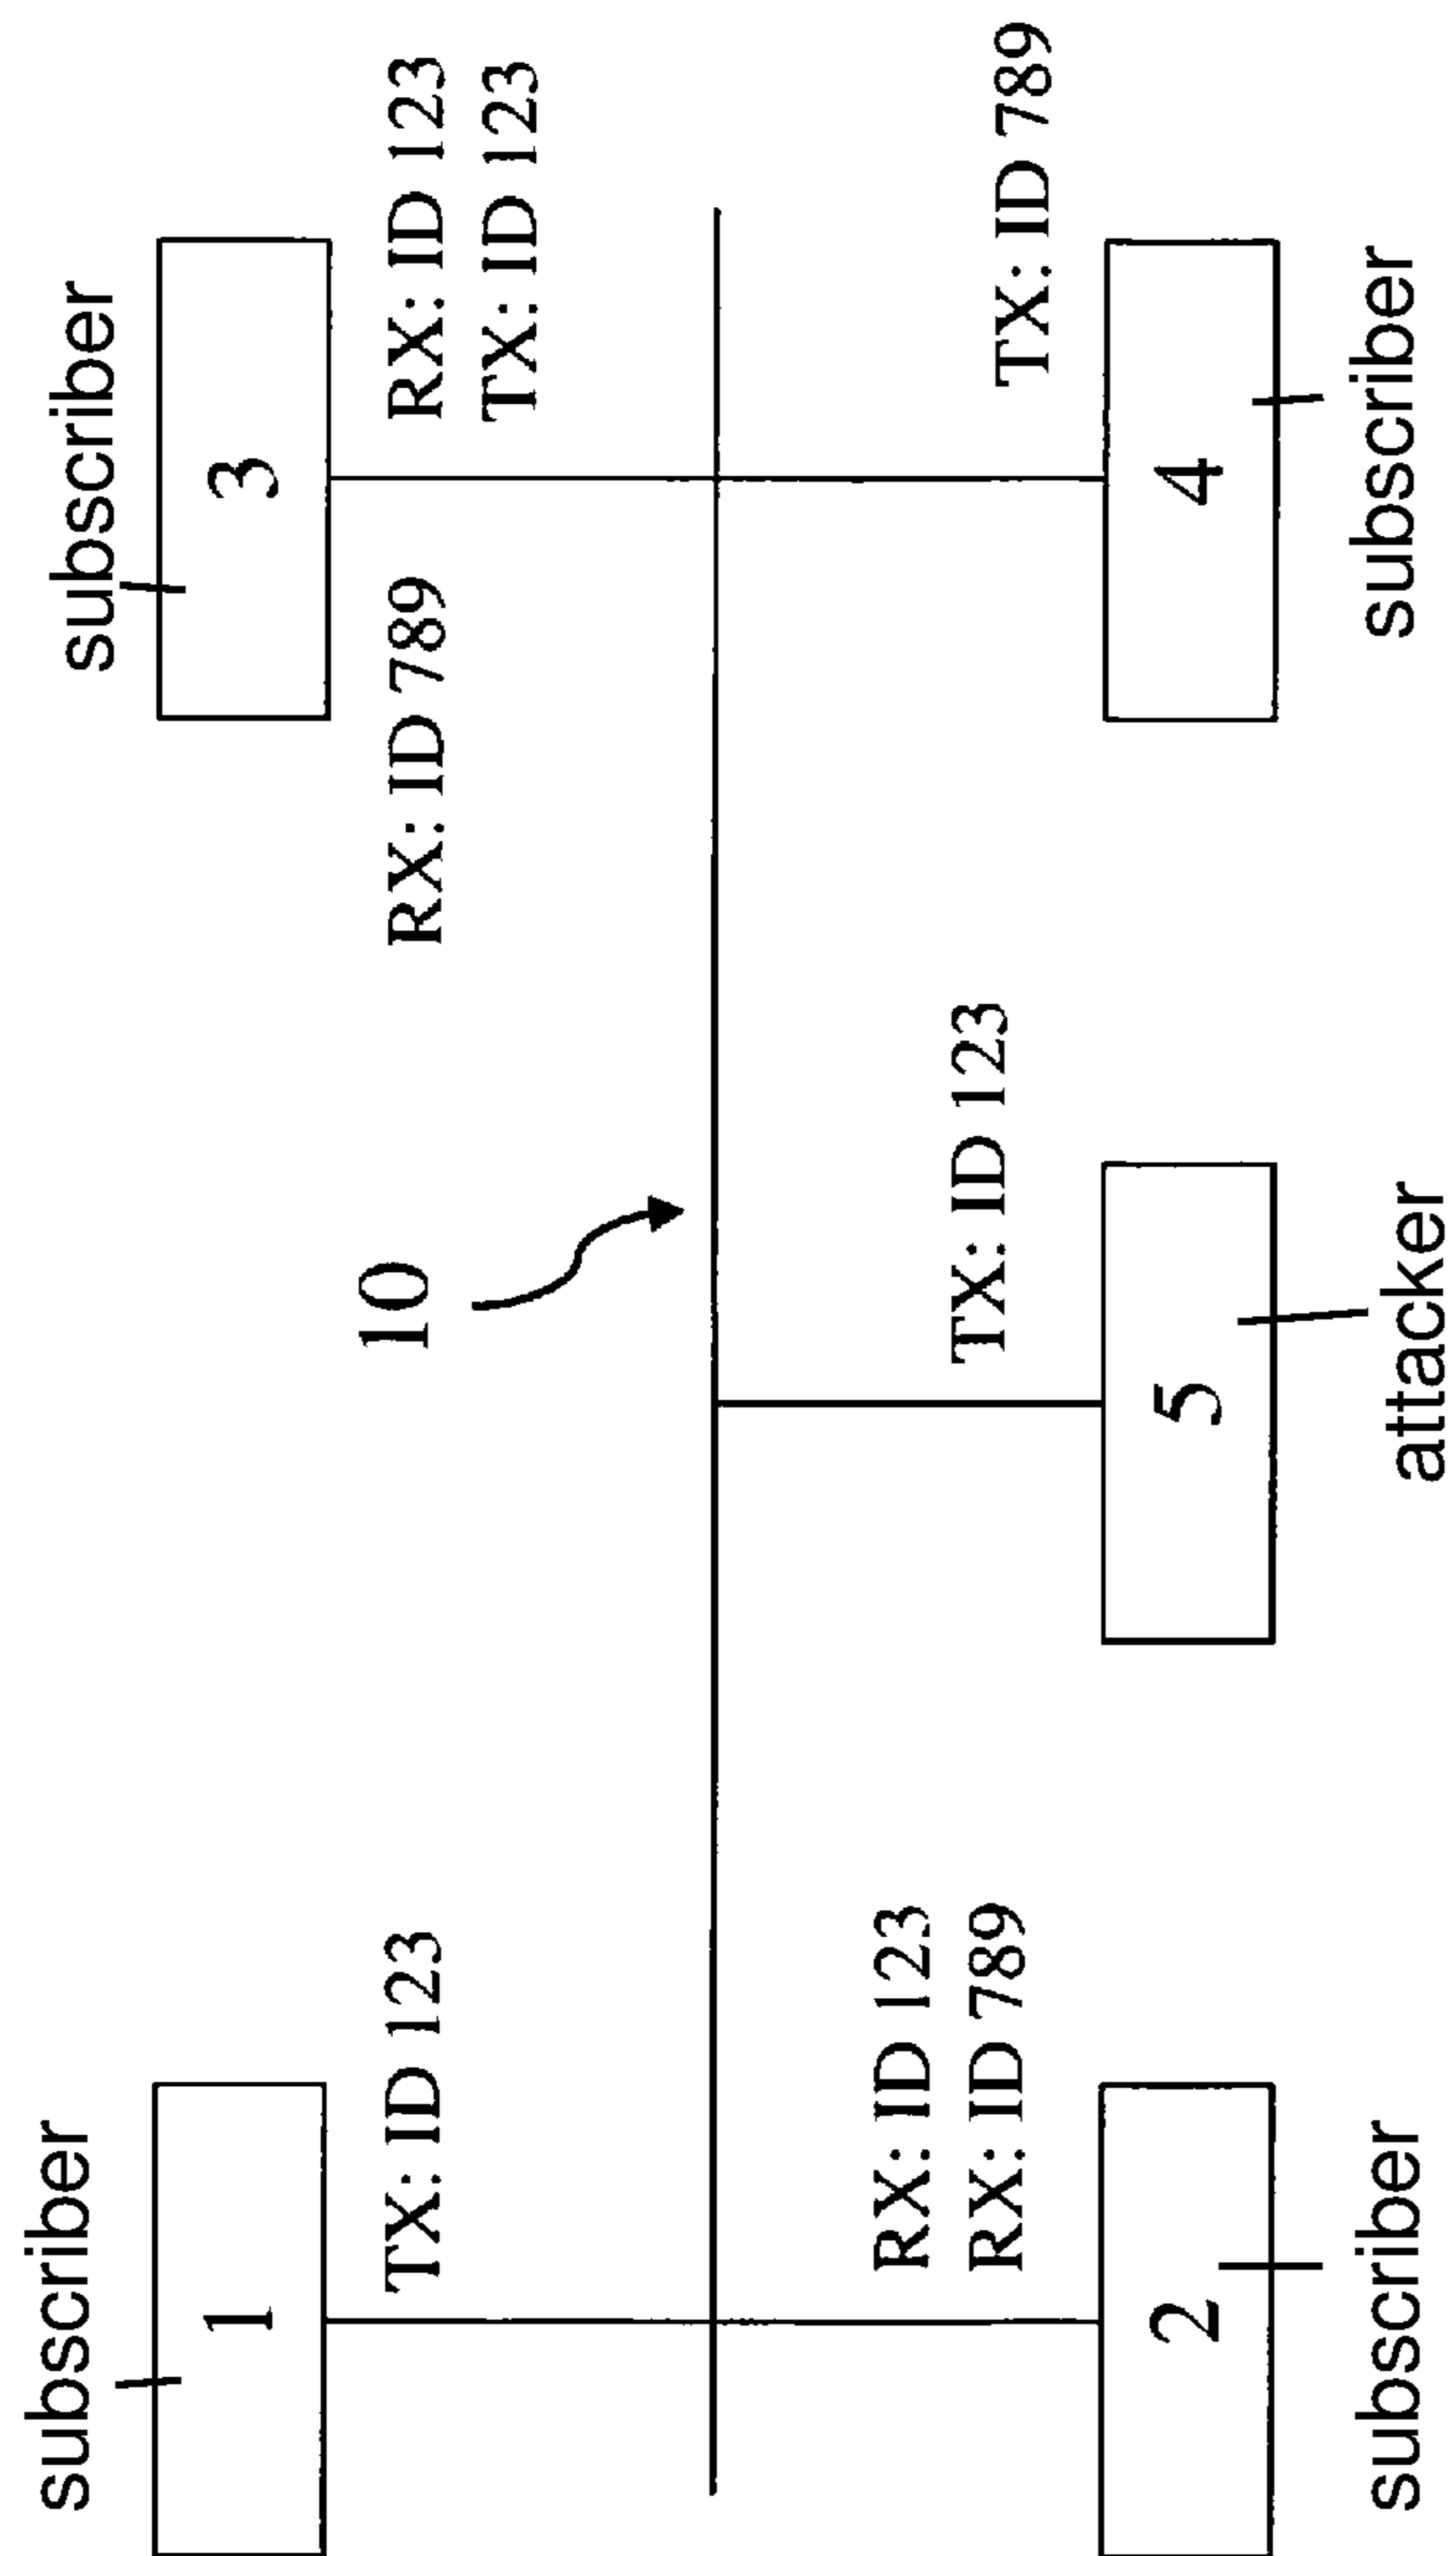 subscriber
subscriber
1
3
TX: ID 123
RX: ID 789
RX: ID 123
TX: ID 123
10
RX: ID 123
RX: ID 789
TX: ID 123
TX: ID 789
2
5
4
subscriber
attacker
subscriber